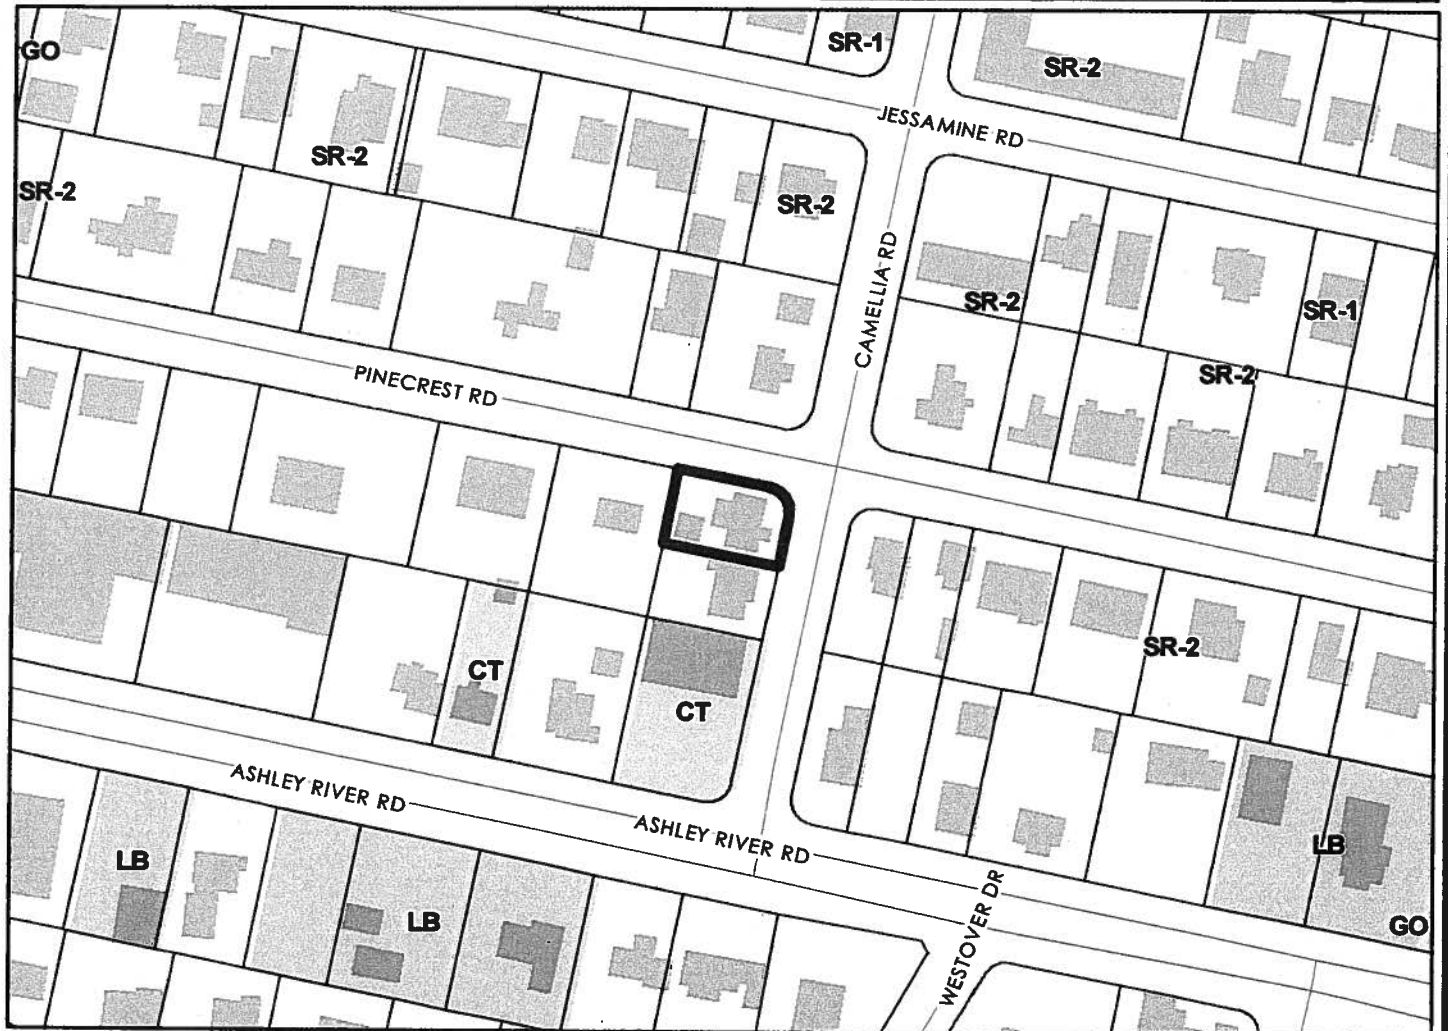 GO
SR-1
SR-2
JESSAMINE RD
SR-2
SR-2
SR-2
CAMELLIA RD
SR-2
SR-1
SR-2
PINECREST RD
SR-2
CT
CT
ASHLEY RIVER RD
ASHLEY RIVER RD
LB
LB
LB
WESTOVER DR
GO